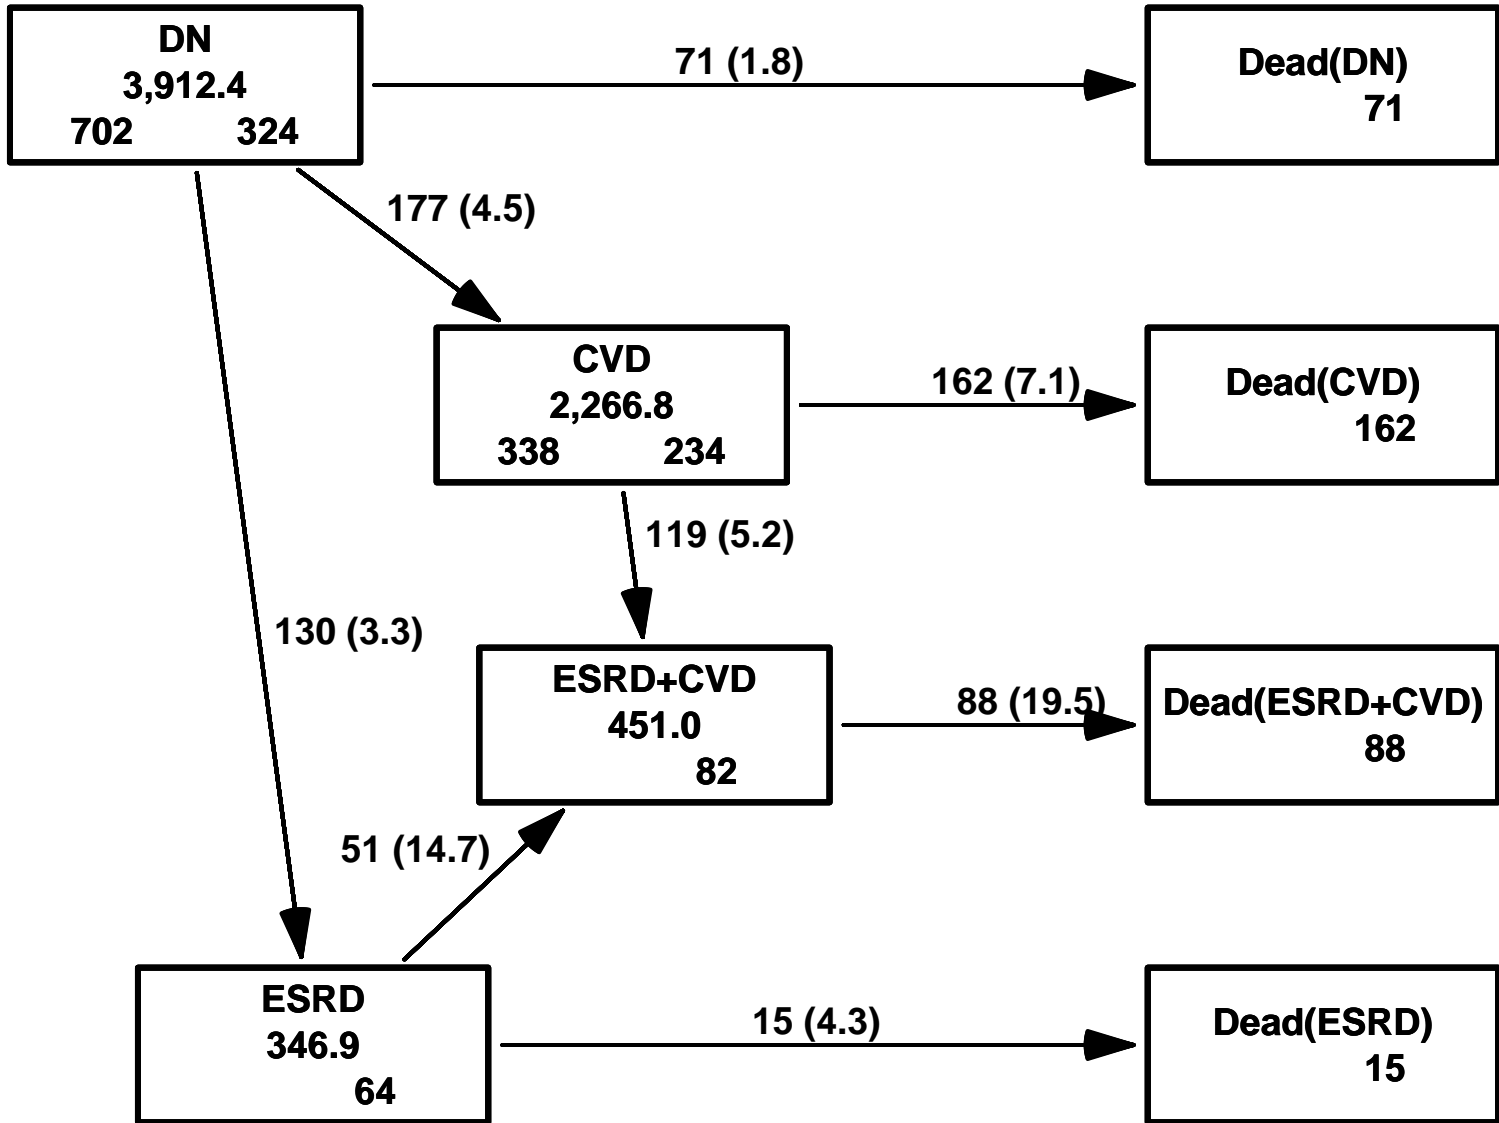 DN
3,912.4
702 324
71 (1.8)
Dead(DN)
71
177 (4.5)
CVD
2,266.8
338 234
162 (7.1)
Dead(CVD)
162
119 (5.2)
130 (3.3)
ESRD+CVD
451.0
82
88 (19.5)
Dead(ESRD+CVD)
88
51 (14.7)
ESRD
346.9
64
15 (4.3)
Dead(ESRD)
15